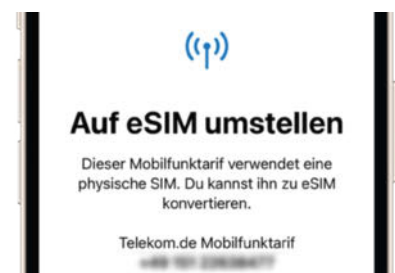 Auf eSIM umstellen
Dieser Mobilfunktarif verwendet eine
physische SIM. Du kannst ihn zu eSIM
konvertieren.
Telekom.de Mobilfunktarif